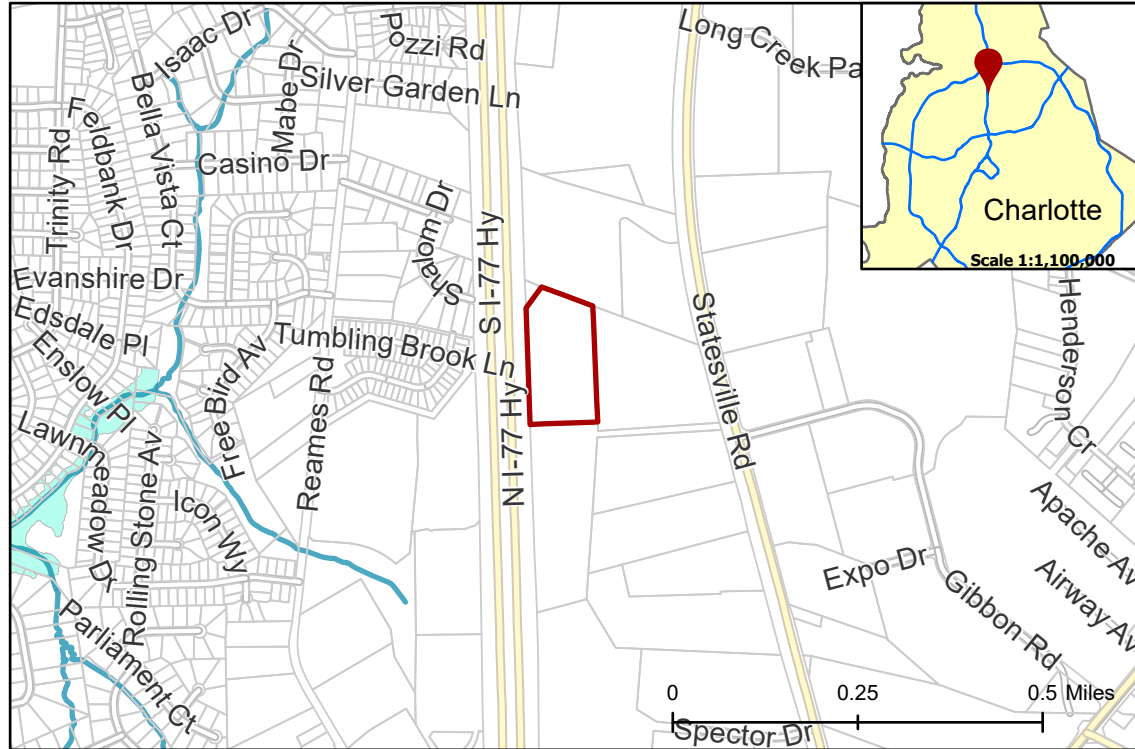 Isaac Dr
Pozzi Rd
Long Creek Pa
Silver Garden Ln
Mabe Dr
Bella Vista Ct
Feldbank Dr
Trinity Rd
Casino Dr
Charlotte
Scale 1:1,100,000
Shalom Dr
S I-77 Hy
Evanshire Dr
Edsdale Pl
Tumbling Brook Ln
Statesville Rd
Henderson Cr
Enslow Pl
Free Bird Av
Reames Rd
N I-77 Hy
Lawnmeadow Dr
Rolling Stone Av
Icon Wy
Apache Av
Expo Dr
Airway Av
Gibbon Rd
Parliament Ct
0 0.25 0.5 Miles
Spector Dr